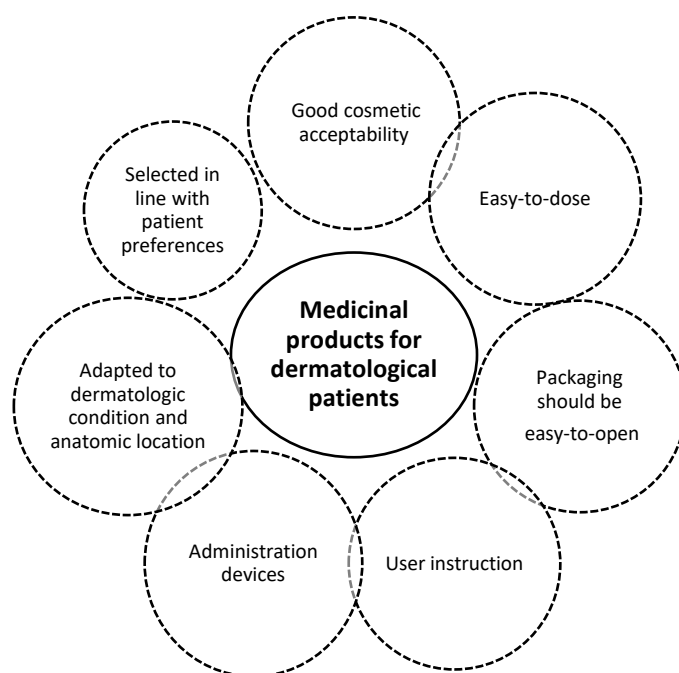 Good cosmetic
acceptability
Easy-to-dose
Selected in
line with
patient
preferences
Medicinal
products for
dermatological
patients
Adapted to
dermatologic
condition and
anatomic location
Packaging
should be
easy-to-open
Administration
devices
User instruction